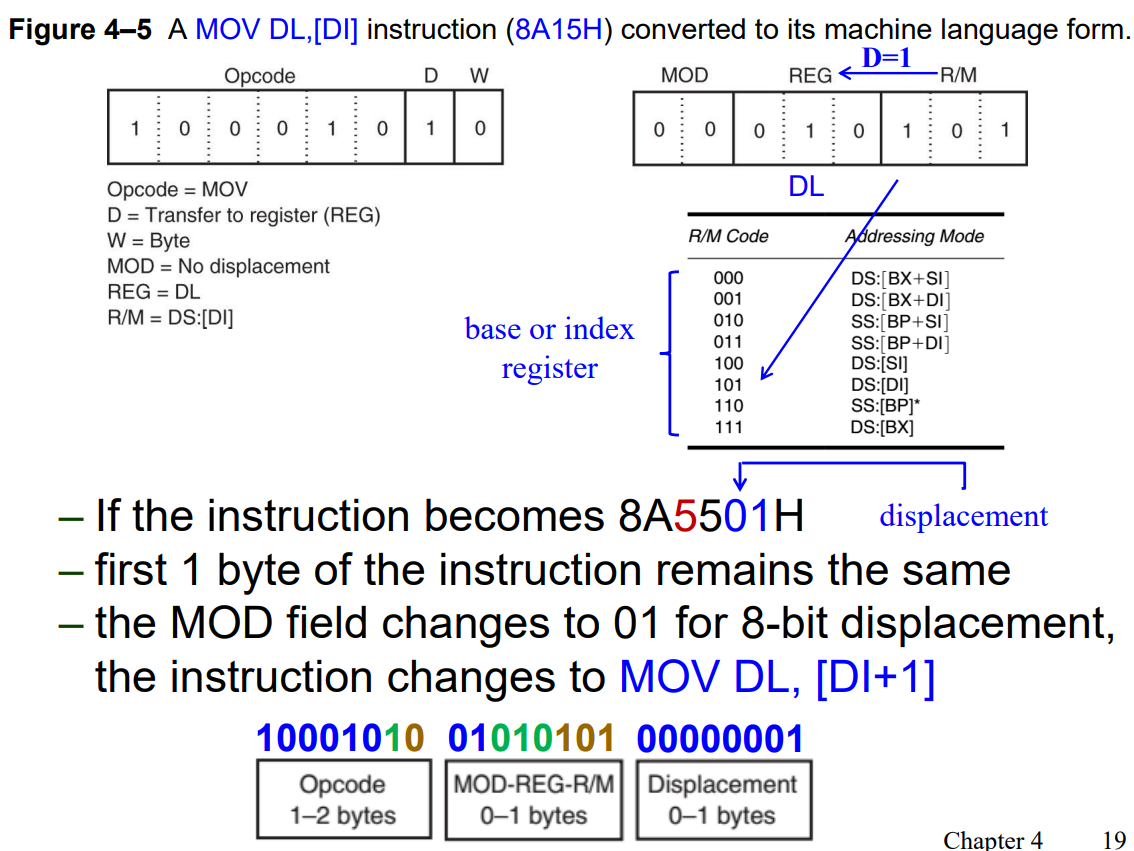 Figure 4–5 A MOV DL,[DI] instruction (8A15H) converted to its machine language form.
Opcode D W
1 0 0 0 1 0 1 0
Opcode = MOV
D = Transfer to register (REG)
W = Byte
MOD = No displacement
REG = DL
R/M = DS:[DI]
D=1
MOD REG R/M
0 0 0 1 0 1 0 1
DL
R/M Code Addressing Mode
000 DS:[BX+SI]
001 DS:[BX+DI]
010 SS:[BP+SI]
011 SS:[BP+DI]
100 DS:[SI]
101 DS:[DI]
110 SS:[BP]*
111 DS:[BX]
base or index
register
– If the instruction becomes 8A5501H
displacement
– first 1 byte of the instruction remains the same
– the MOD field changes to 01 for 8-bit displacement,
the instruction changes to MOV DL, [DI+1]
10001010 01010101 00000001
Opcode MOD-REG-R/M Displacement
1–2 bytes 0–1 bytes 0–1 bytes
Chapter 4 19